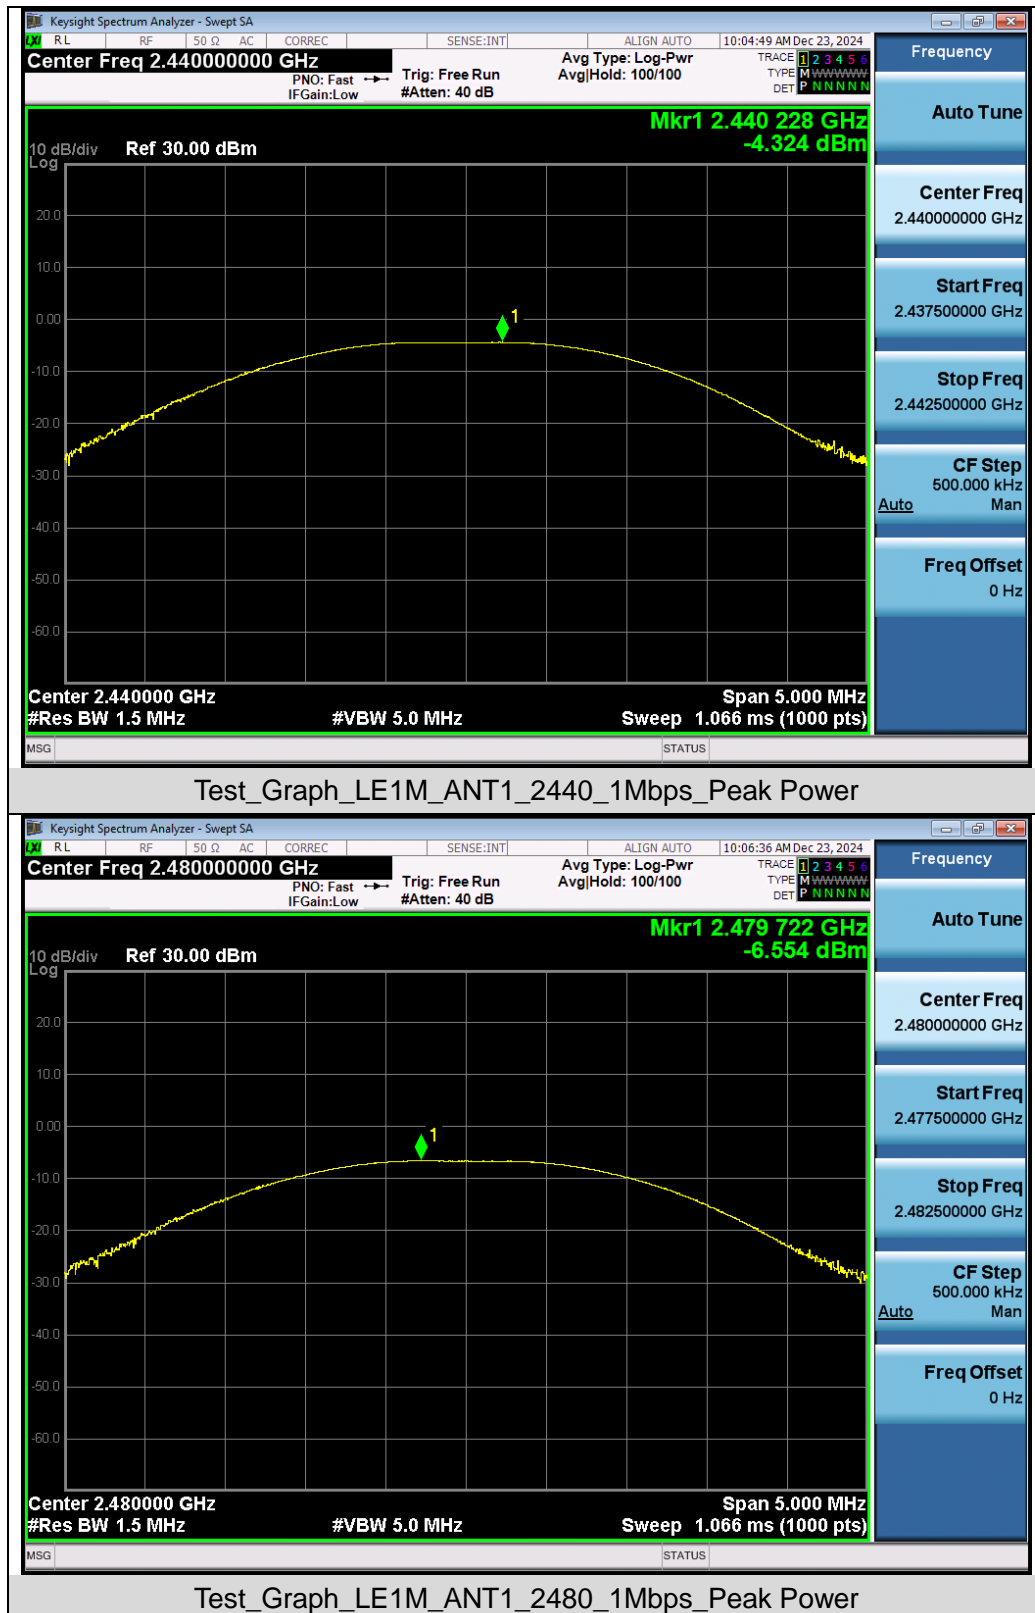 Keysight Spectrum Analyzer - Swept SA
LXI RL RF 50 Ω AC CORREC SENSE:INT ALIGN AUTO 10:04:49 AM Dec 23, 2024
Center Freq 2.440000000 GHz
PNO: Fast
IFGain:Low
Trig: Free Run
#Atten: 40 dB
Avg Type: Log-Pwr
Avg|Hold: 100/100
TRACE 1 2 3 4 5 6
TYPE M W W W W W
DET P N N N N N
Mkr1 2.440 228 GHz
-4.324 dBm
10 dB/div Ref 30.00 dBm
Log
20.0
10.0
0.00
-10.0
-20.0
-30.0
-40.0
-50.0
-60.0
1
Center 2.440000 GHz Span 5.000 MHz
#Res BW 1.5 MHz #VBW 5.0 MHz Sweep 1.066 ms (1000 pts)
MSG STATUS
Frequency
Auto Tune
Center Freq
2.440000000 GHz
Start Freq
2.437500000 GHz
Stop Freq
2.442500000 GHz
CF Step
500.000 kHz
Auto Man
Freq Offset
0 Hz
Test_Graph_LE1M_ANT1_2440_1Mbps_Peak Power
Keysight Spectrum Analyzer - Swept SA
LXI RL RF 50 Ω AC CORREC SENSE:INT ALIGN AUTO 10:06:36 AM Dec 23, 2024
Center Freq 2.480000000 GHz
PNO: Fast
IFGain:Low
Trig: Free Run
#Atten: 40 dB
Avg Type: Log-Pwr
Avg|Hold: 100/100
TRACE 1 2 3 4 5 6
TYPE M W W W W W
DET P N N N N N
Mkr1 2.479 722 GHz
-6.554 dBm
10 dB/div Ref 30.00 dBm
Log
20.0
10.0
0.00
-10.0
-20.0
-30.0
-40.0
-50.0
-60.0
1
Center 2.480000 GHz Span 5.000 MHz
#Res BW 1.5 MHz #VBW 5.0 MHz Sweep 1.066 ms (1000 pts)
MSG STATUS
Frequency
Auto Tune
Center Freq
2.480000000 GHz
Start Freq
2.477500000 GHz
Stop Freq
2.482500000 GHz
CF Step
500.000 kHz
Auto Man
Freq Offset
0 Hz
Test_Graph_LE1M_ANT1_2480_1Mbps_Peak Power